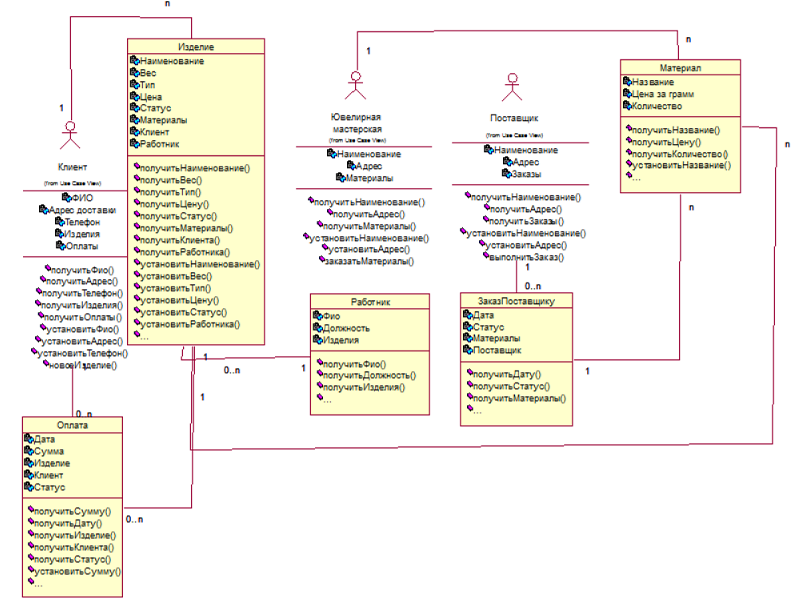 n
1
Клиент
(from Use Case View)
ФИО
Адрес доставки
Телефон
Изделия
Оплаты
получитьФио()
получитьАдрес()
получитьТелефон()
получитьИзделия()
получитьОплаты()
установитьФио()
установитьАдрес()
установитьТелефон()
новоеИзделие()
1
0..n
Изделие
Наименование
Вес
Тип
Цена
Статус
Материалы
Клиент
Работник
получитьНаименование()
получитьВес()
получитьТип()
получитьЦену()
получитьСтатус()
получитьМатериалы()
получитьКлиента()
получитьРаботника()
установитьНаименование()
установитьВес()
установитьТип()
установитьЦену()
установитьСтатус()
установитьРаботника()
...
1
0..n
1
1
1
n
Ювелирная
мастерская
(from Use Case View)
Наименование
Адрес
Материалы
получитьНаименование()
получитьАдрес()
получитьМатериалы()
установитьНаименование()
установитьАдрес()
заказатьМатериалы()
Поставщик
(from Use Case View)
Наименование
Адрес
Заказы
получитьНаименование()
получитьАдрес()
получитьЗаказы()
установитьНаименование()
установитьАдрес()
выполнитьЗаказ()
1
0..n
Материал
Название
Цена за грамм
Количество
получитьНазвание()
получитьЦену()
получитьКоличество()
установитьНазвание()
...
n
n
1
Работник
Фио
Должность
Изделия
получитьФио()
получитьДолжность()
получитьИзделия()
...
ЗаказПоставщику
Дата
Статус
Материалы
Поставщик
получитьДату()
получитьСтатус()
получитьМатериалы()
...
Оплата
Дата
Сумма
Изделие
Клиент
Статус
получитьСумму()
получитьДату()
получитьИзделие()
получитьКлиента()
получитьСтатус()
установитьСумму()
...
0..n